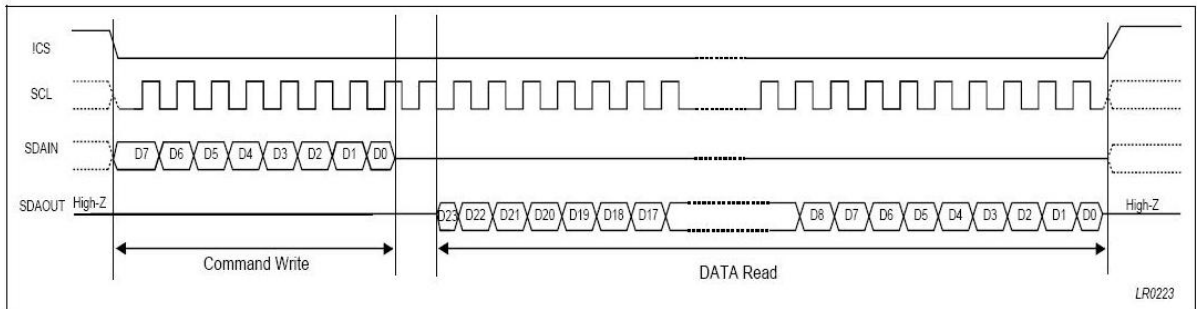 !CS
SCL
SDAIN D7 D6 D5 D4 D3 D2 D1 D0
SDAOUT High-Z D23 D22 D21 D20 D19 D18 D17 D8 D7 D6 D5 D4 D3 D2 D1 D0 High-Z
Command Write
DATA Read
LR0223